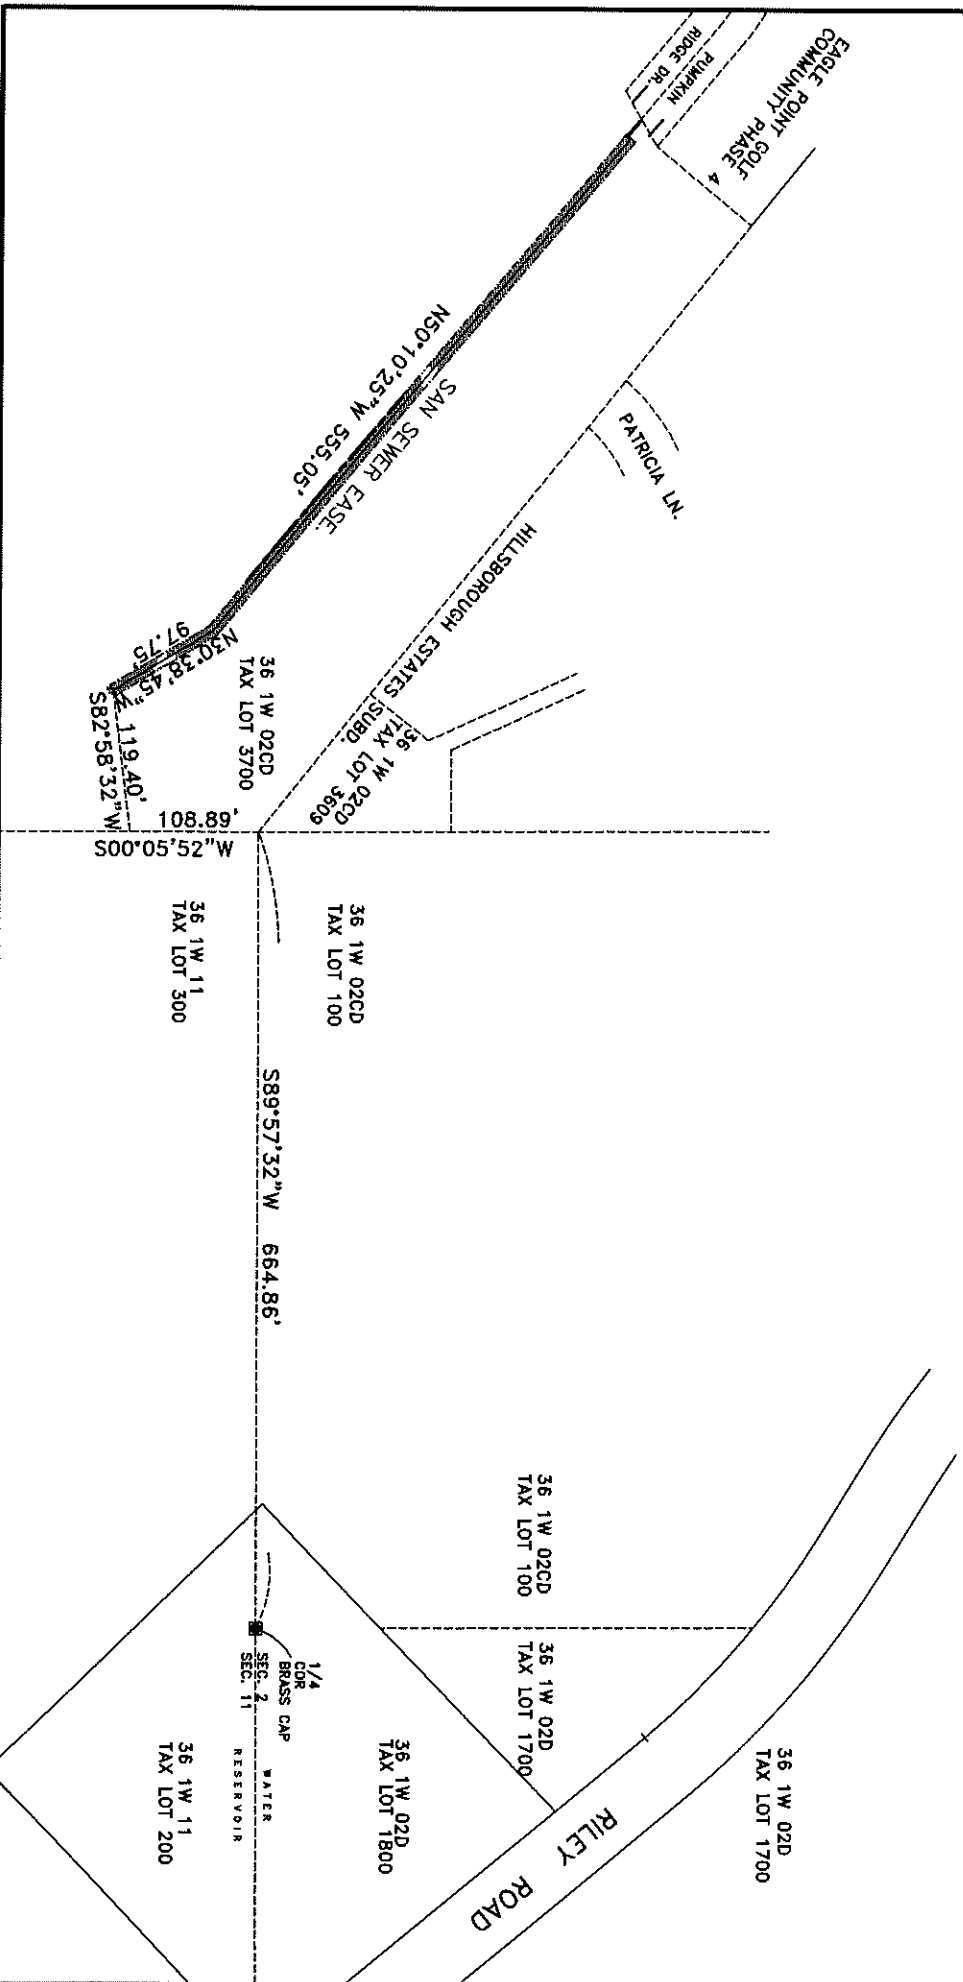 EAGLE POINT GOLF
COMMUNITY PHASE 4
PUMPKIN
RIDGE DR.
N50°10'25"W 555.05'
SAN SEWER EASE.
PATRICIA LN.
HILLSBOROUGH ESTATES SUBD.
36 1W 02CD
TAX LOT 3609
36 1W 02CD
TAX LOT 3700
N30°38'45"W
97.75'
119.40'
S82°58'32"W
108.89'
S00°05'52"W
36 1W 02CD
TAX LOT 100
36 1W 11
TAX LOT 300
S89°57'32"W 664.86'
36 1W 02CD
TAX LOT 100
36 1W 02D
TAX LOT 1700
36 1W 02D
TAX LOT 1700
RILEY ROAD
1/4
COR
BRASS CAP
SEC. 2
SEC. 11
WATER
RESERVOIR
36 1W 02D
TAX LOT 1800
36 1W 11
TAX LOT 200